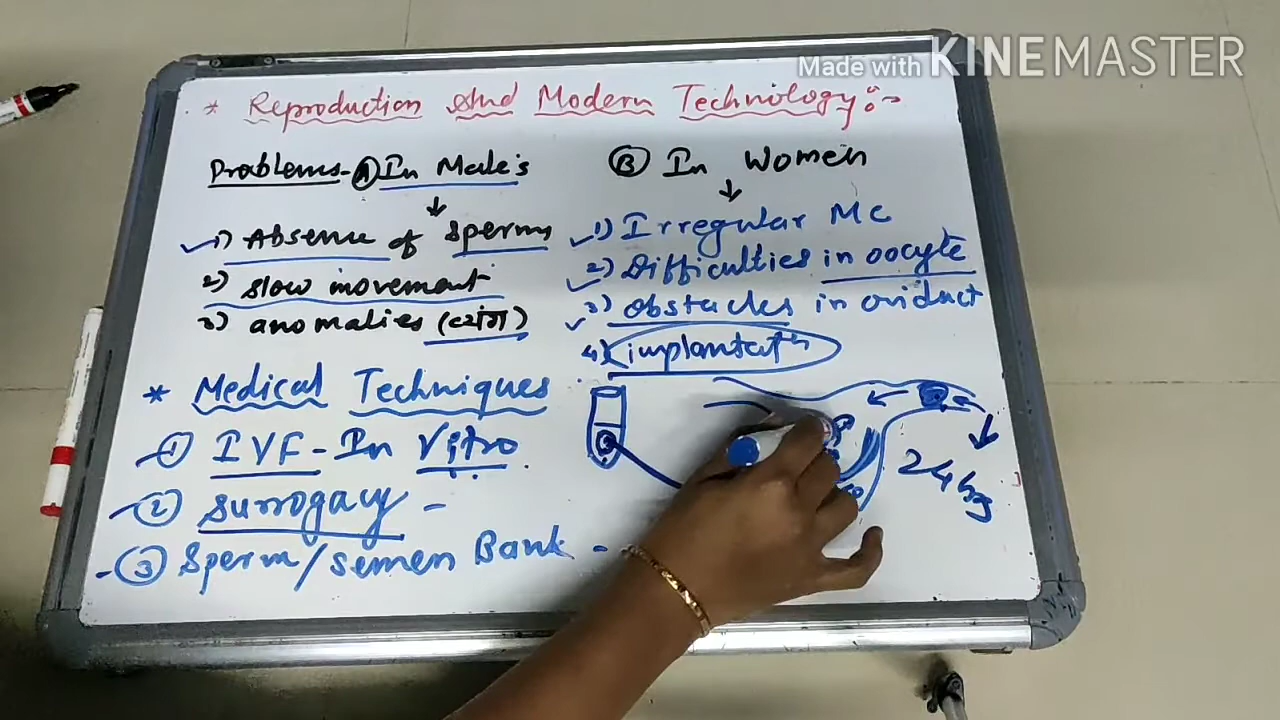 Made with KINEMASTER
* Reproduction And Modern Technology:-
Problems - (A) In Male's
↓
1) Absence of sperms
2) slow movement
3) anomalies (व्यंग)
(B) In Women
↓
1) Irregular MC
2) Difficulties in oocyte
3) obstacles in oviduct
4) implantatn
24 hrs
* Medical Techniques
① IVF - In Vitro
② Surrogacy -
③ Sperm/semen Bank -